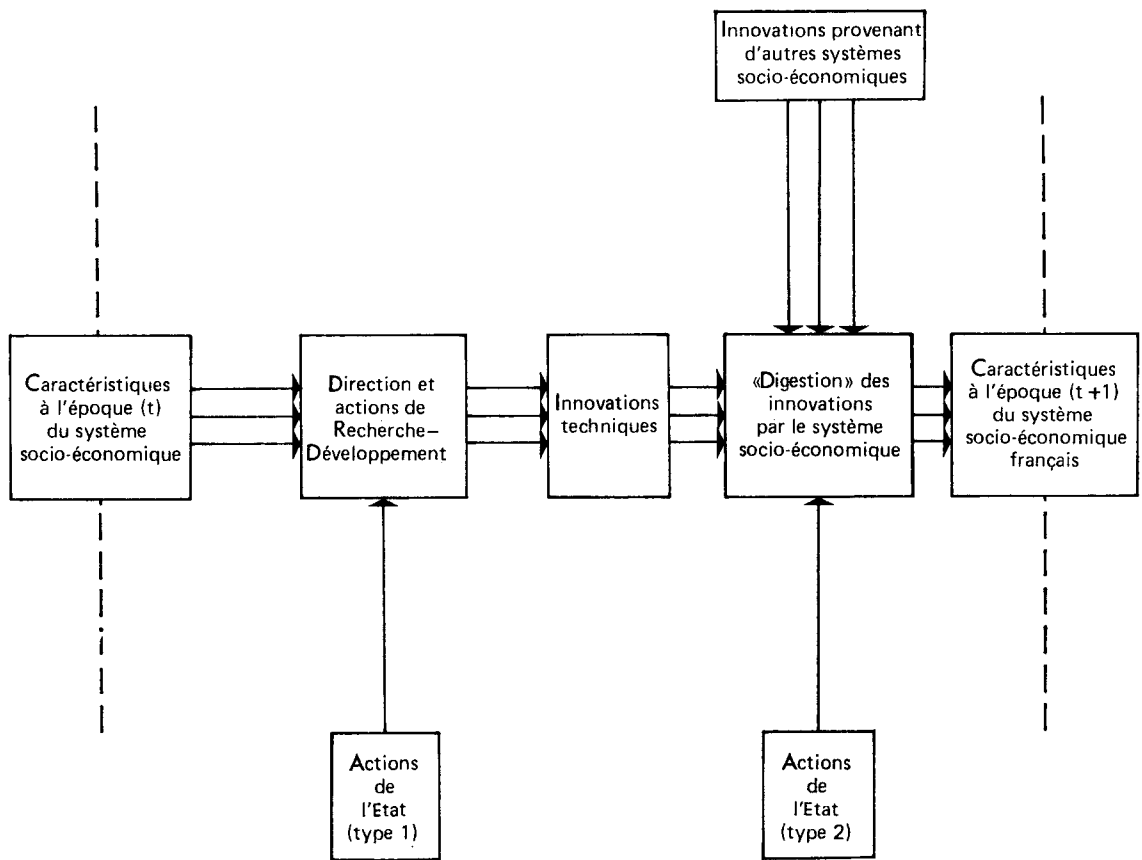 Innovations provenant
d'autres systèmes
socio-économiques
Caractéristiques
à l'époque (t)
du système
socio-économique
Direction et
actions de
Recherche—
Développement
Innovations
techniques
«Digestion» des
innovations
par le système
socio-économique
Caractéristiques
à l'époque (t+1)
du système
socio-économique
français
Actions
de
l'Etat
(type 1)
Actions
de
l'Etat
(type 2)